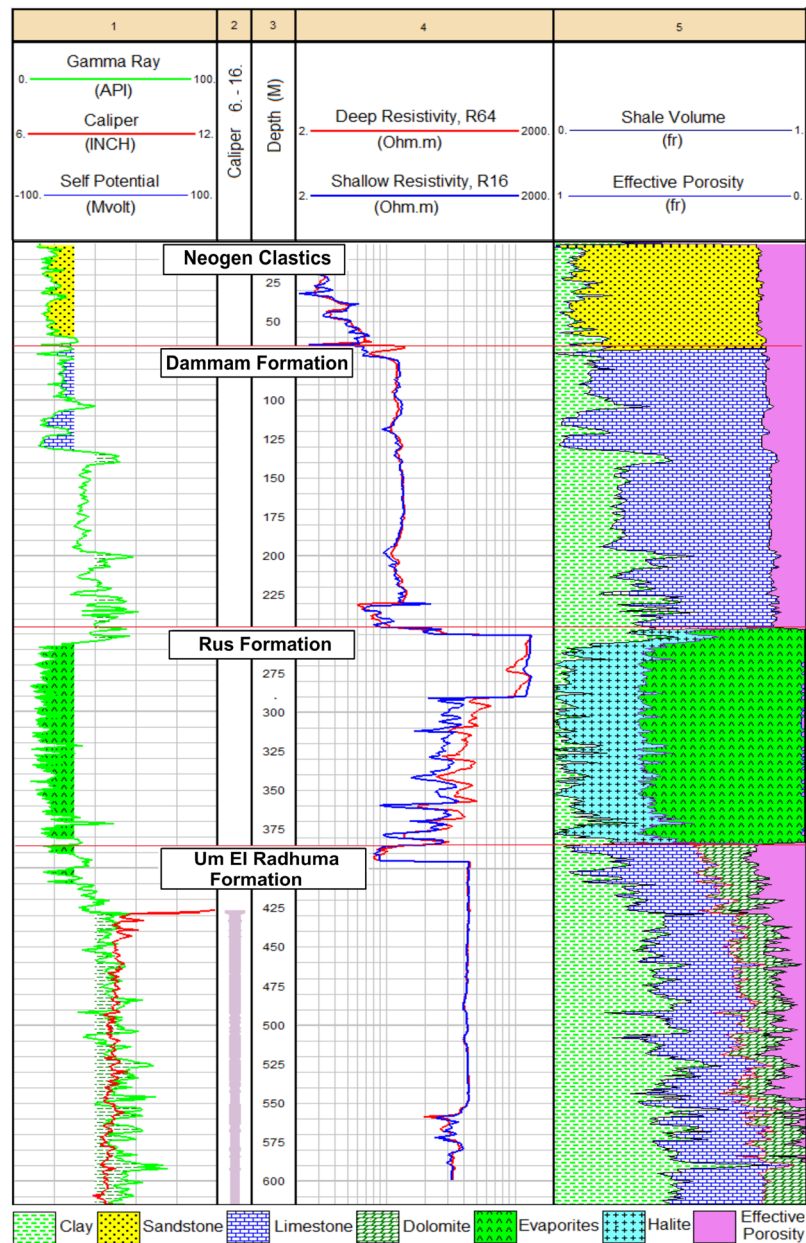 1
2
3
4
5
Gamma Ray
0. 100.
(API)
Caliper
6. 12.
(INCH)
Self Potential
-100. 100.
(Mvolt)
Caliper 6. -16.
Depth (M)
Deep Resistivity, R64
2. 2000.
(Ohm.m)
Shallow Resistivity, R16
2. 2000.
(Ohm.m)
Shale Volume
0. 1.
(fr)
Effective Porosity
1 0.
(fr)
Neogen Clastics
25
50
Dammam Formation
100
125
150
175
200
225
Rus Formation
275
300
325
350
375
Um El Radhuma
Formation
425
450
475
500
525
550
575
600
Clay
Sandstone
Limestone
Dolomite
Evaporites
Halite
Effective
Porosity